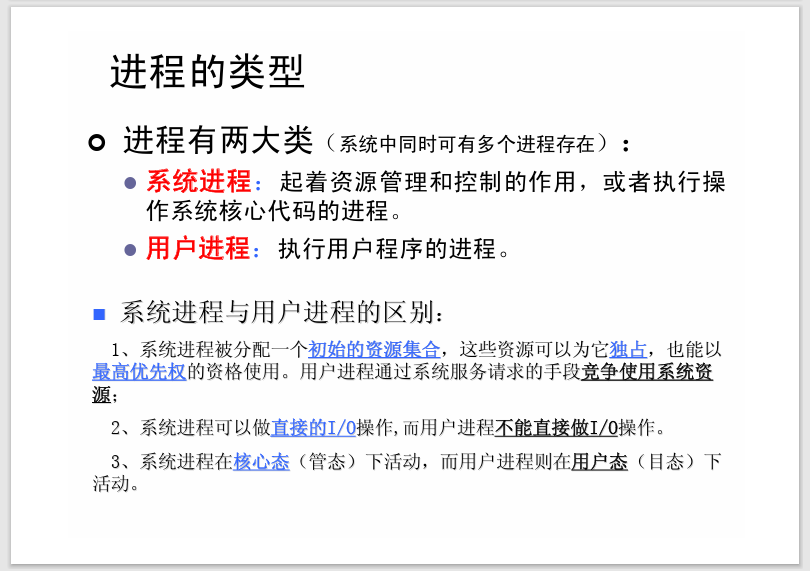 进程的类型
进程有两大类（系统中同时可有多个进程存在）：
系统进程：起着资源管理和控制的作用，或者执行操
作系统核心代码的进程。
用户进程：执行用户程序的进程。
系统进程与用户进程的区别：
1、系统进程被分配一个初始的资源集合，这些资源可以为它独占，也能以
最高优先权的资格使用。用户进程通过系统服务请求的手段竞争使用系统资
源；
2、系统进程可以做直接的I/O操作,而用户进程不能直接做I/O操作。
3、系统进程在核心态（管态）下活动，而用户进程则在用户态（目态）下
活动。